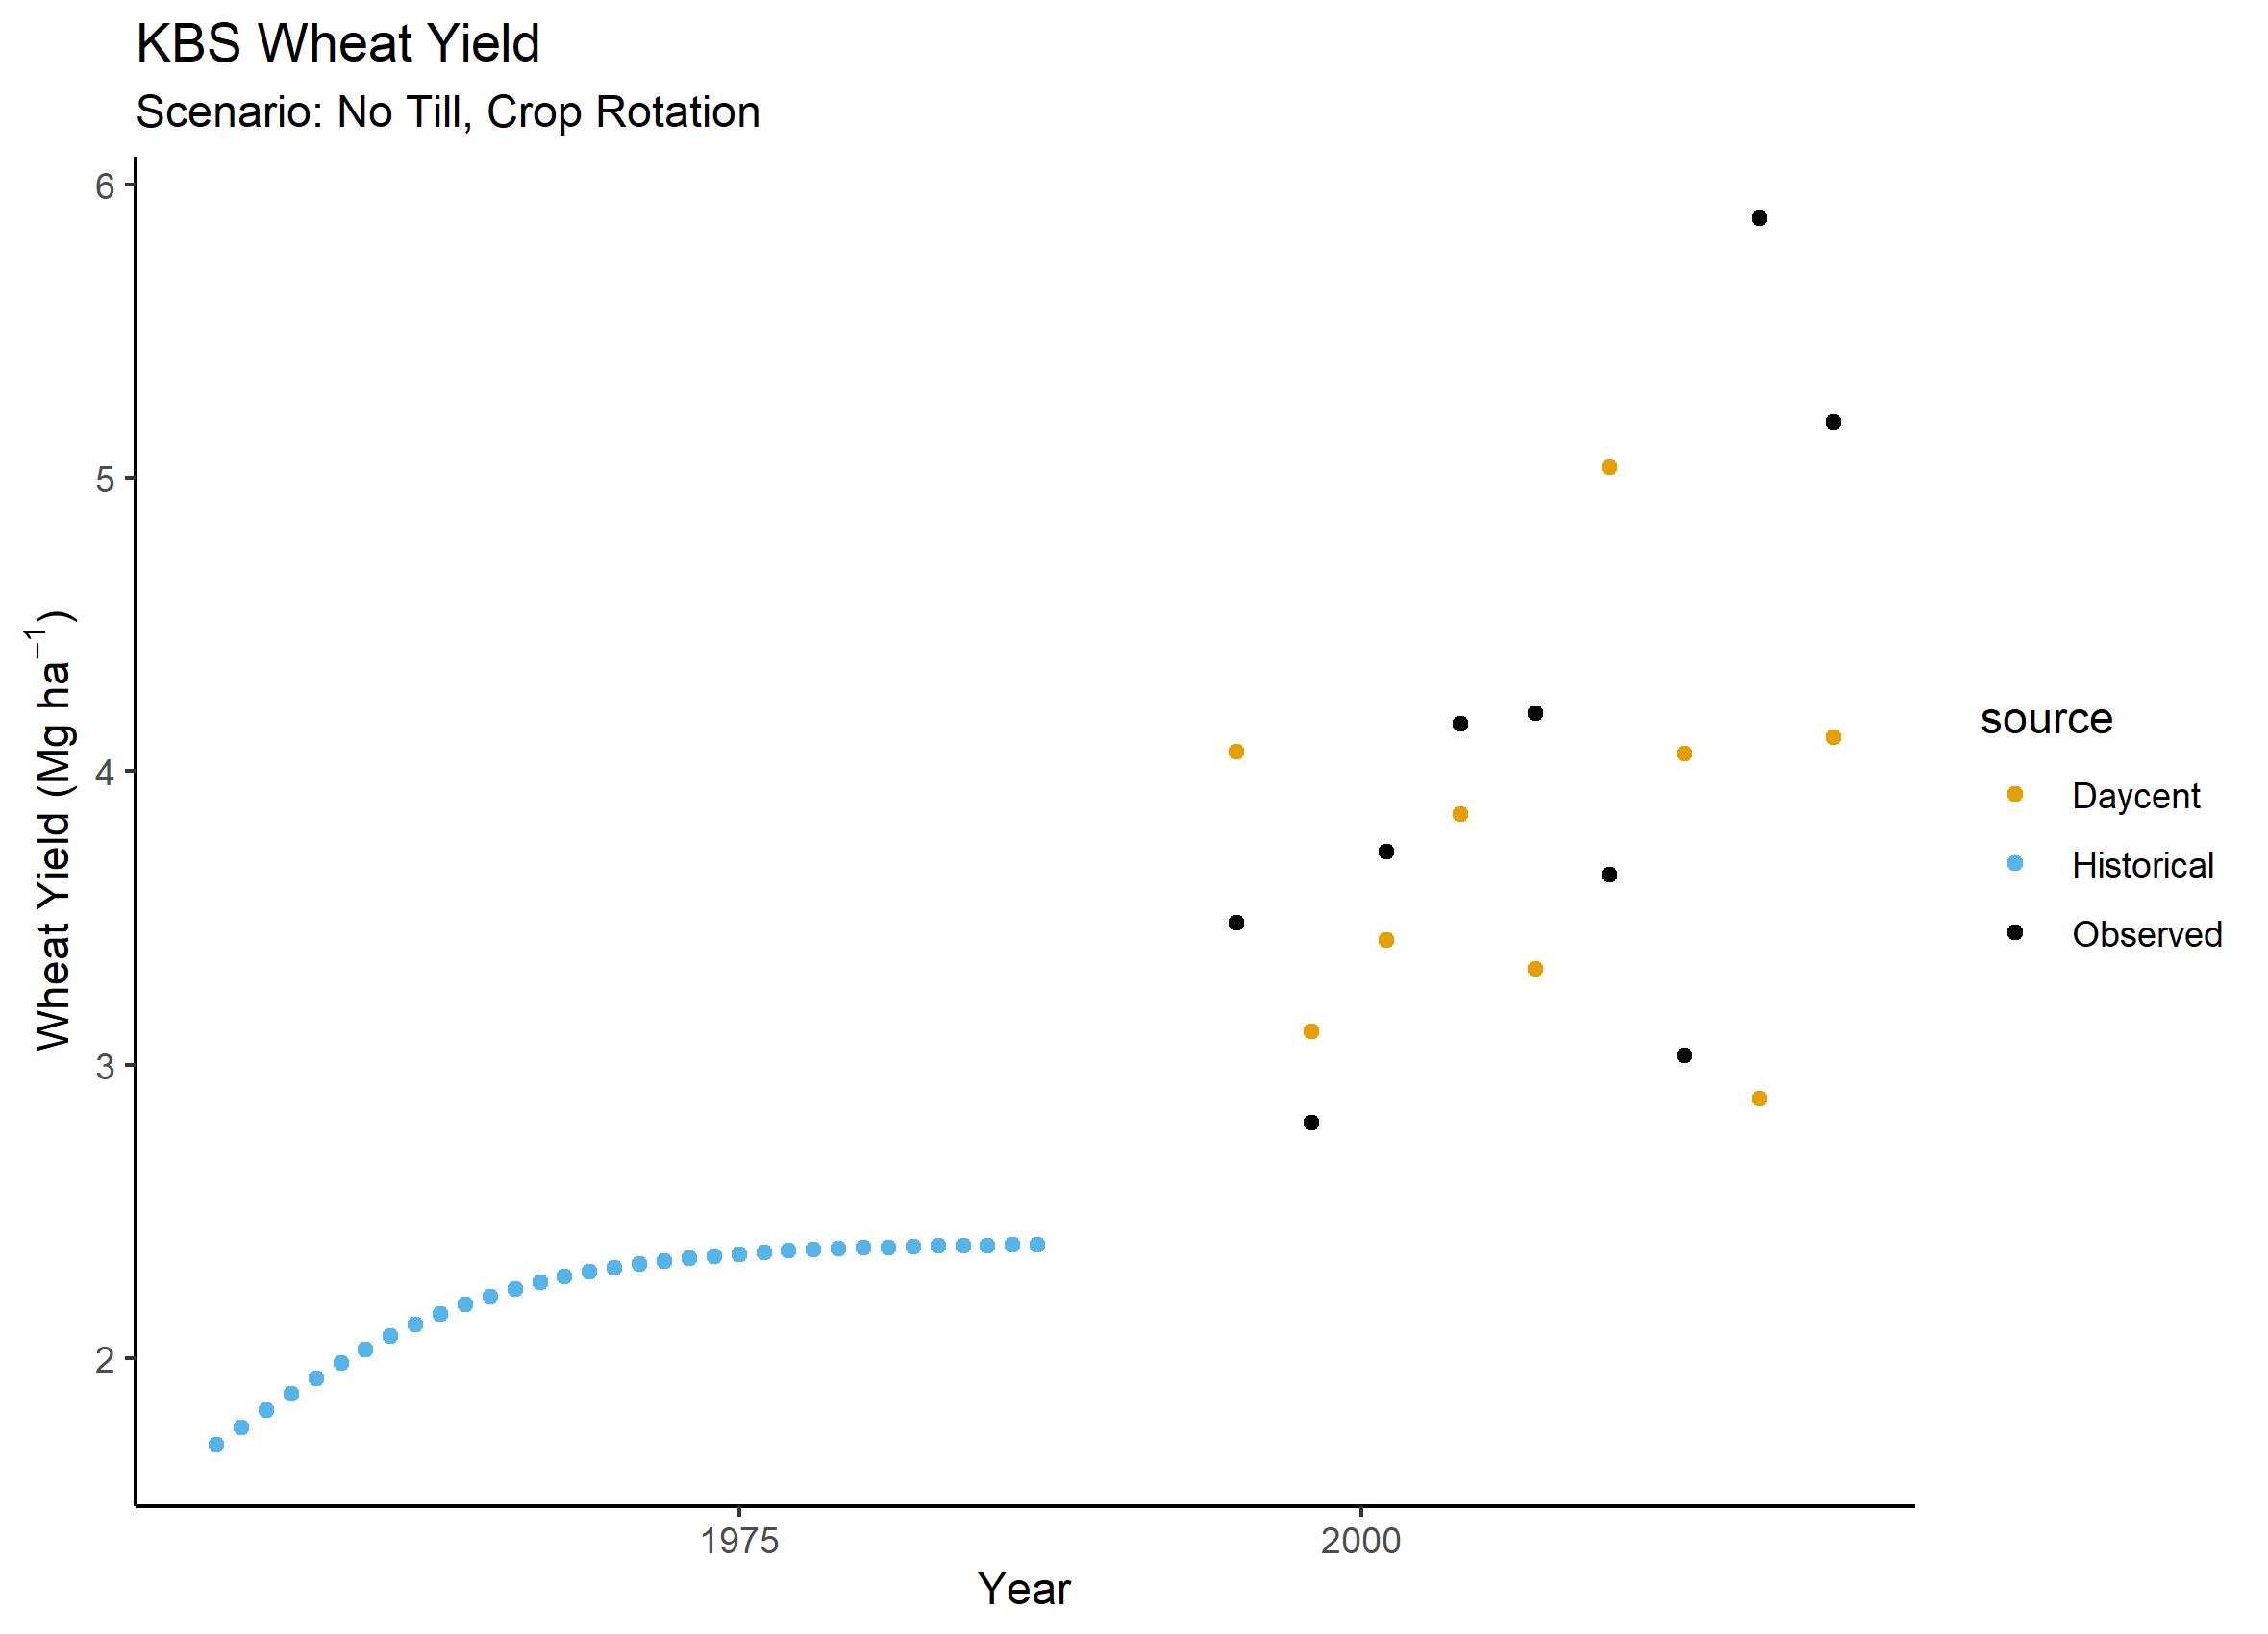 KBS Wheat Yield
Scenario: No Till, Crop Rotation
6
5
4
3
2
Wheat Yield (Mg ha⁻¹)
1975
2000
Year
source
Daycent
Historical
Observed